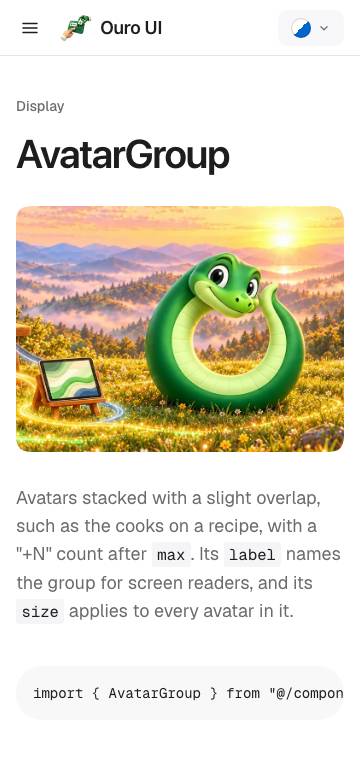 Ouro UI
Display
AvatarGroup
Avatars stacked with a slight overlap,
such as the cooks on a recipe, with a
"+N" count after max. Its label names
the group for screen readers, and its
size applies to every avatar in it.
import { AvatarGroup } from "@/compon